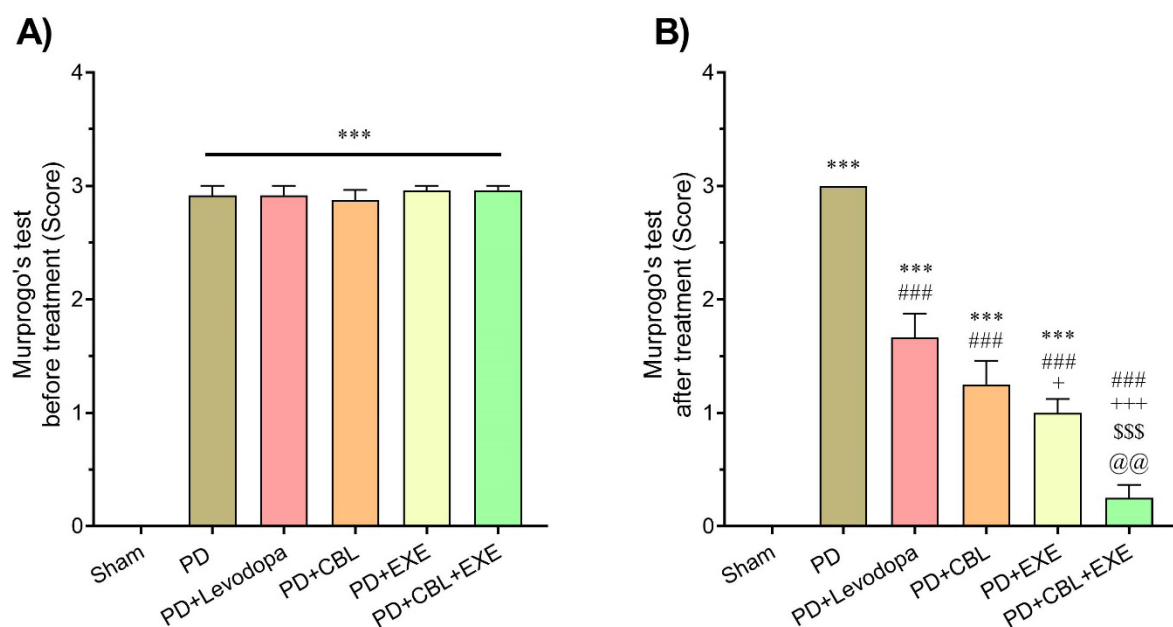 A)
Murprogo's test
before treatment (Score)
4
3
2
1
0
***
Sham
PD
PD+Levodopa
PD+CBL
PD+EXE
PD+CBL+EXE
B)
Murprogo's test
after treatment (Score)
4
3
2
1
0
***
***
###
***
###
***
###
+
###
+++
$$$
@@
Sham
PD
PD+Levodopa
PD+CBL
PD+EXE
PD+CBL+EXE